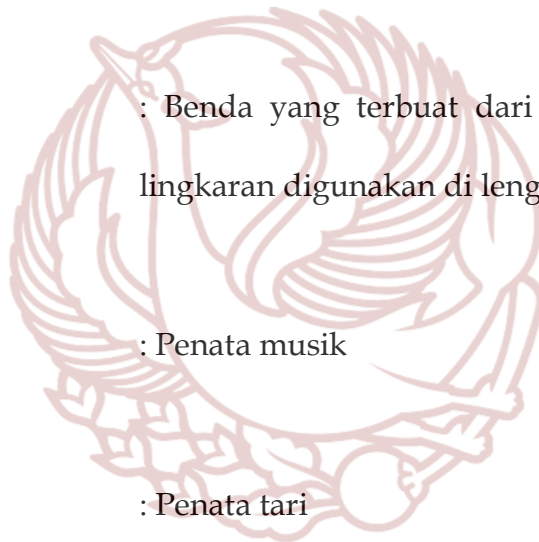 : Benda yang terbuat dari
lingkaran digunakan di leng
: Penata musik
: Penata tari